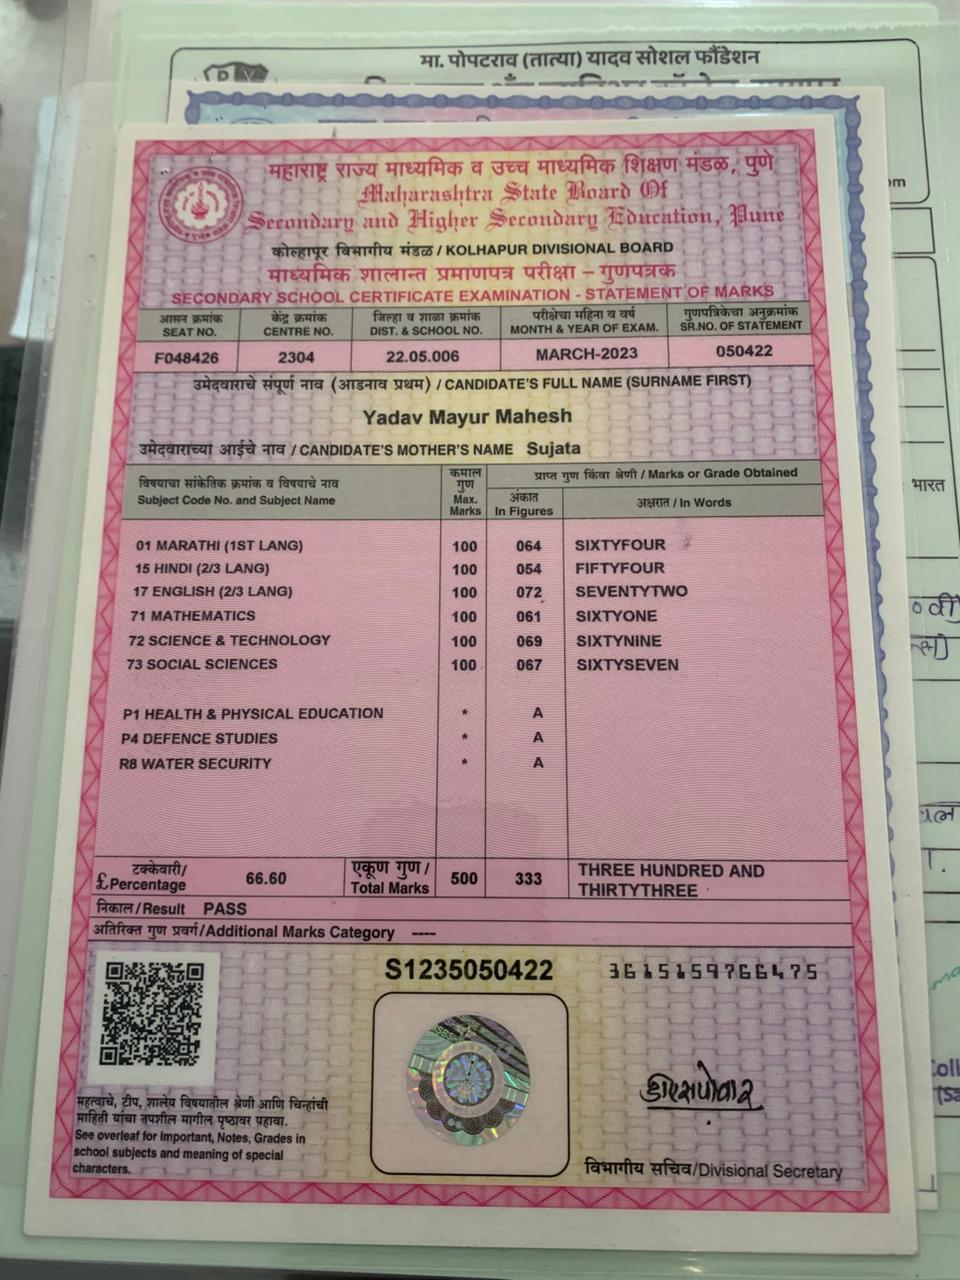 मा. पोपटराव (तात्या) यादव सोशल फौंडेशन
महाराष्ट्र राज्य माध्यमिक व उच्च माध्यमिक शिक्षण मंडळ, पुणे
Maharashtra State Board Of
Secondary and Higher Secondary Education, Pune
कोल्हापूर विभागीय मंडळ / KOLHAPUR DIVISIONAL BOARD
माध्यमिक शालान्त प्रमाणपत्र परीक्षा – गुणपत्रक
SECONDARY SCHOOL CERTIFICATE EXAMINATION - STATEMENT OF MARKS
आसन क्रमांक केंद्र क्रमांक जिल्हा व शाळा क्रमांक परीक्षेचा महिना व वर्ष गुणपत्रिकेचा अनुक्रमांक
SEAT NO. CENTRE NO. DIST. & SCHOOL NO. MONTH & YEAR OF EXAM. SR.NO. OF STATEMENT
F048426 2304 22.05.006 MARCH-2023 050422
उमेदवाराचे संपूर्ण नाव (आडनाव प्रथम) / CANDIDATE'S FULL NAME (SURNAME FIRST)
Yadav Mayur Mahesh
उमेदवाराच्या आईचे नाव / CANDIDATE'S MOTHER'S NAME Sujata
विषयाचा सांकेतिक क्रमांक व विषयाचे नाव
Subject Code No. and Subject Name
कमाल
गुण
Max.
Marks
प्राप्त गुण किंवा श्रेणी / Marks or Grade Obtained
अंकात
In Figures
अक्षरात / In Words
01 MARATHI (1ST LANG) 100 064 SIXTYFOUR
15 HINDI (2/3 LANG) 100 054 FIFTYFOUR
17 ENGLISH (2/3 LANG) 100 072 SEVENTYTWO
71 MATHEMATICS 100 061 SIXTYONE
72 SCIENCE & TECHNOLOGY 100 069 SIXTYNINE
73 SOCIAL SCIENCES 100 067 SIXTYSEVEN
P1 HEALTH & PHYSICAL EDUCATION * A
P4 DEFENCE STUDIES * A
R8 WATER SECURITY * A
टक्केवारी/
£Percentage 66.60
एकूण गुण /
Total Marks 500 333 THREE HUNDRED AND
THIRTYTHREE
निकाल/Result PASS
अतिरिक्त गुण प्रवर्ग/Additional Marks Category ----
S1235050422 3615159766475
महत्वाचे, टीप, शालेय विषयातील श्रेणी आणि चिन्हांची
माहिती यांचा तपशील मागील पृष्ठावर पहावा.
See overleaf for Important, Notes, Grades in
school subjects and meaning of special
characters.
विभागीय सचिव/Divisional Secretary
भारत